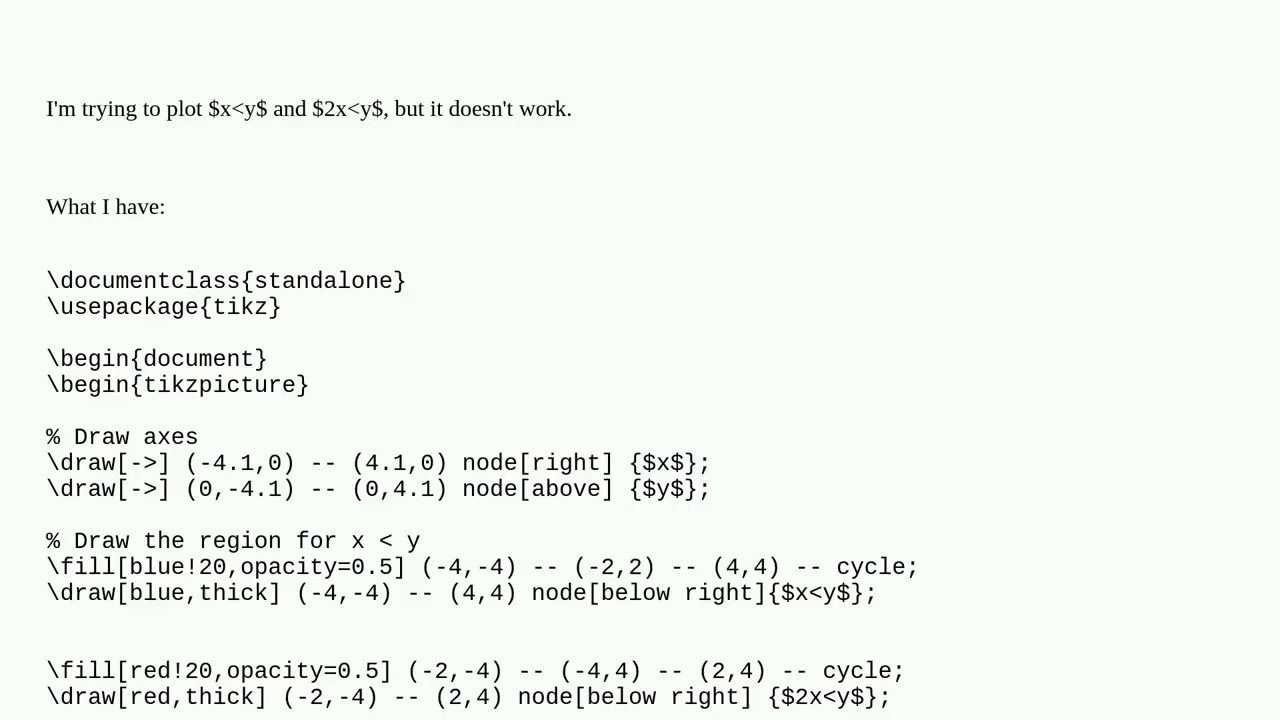 I'm trying to plot $x<y$ and $2x<y$, but it doesn't work.
What I have:
\documentclass{standalone}
\usepackage{tikz}
\begin{document}
\begin{tikzpicture}
% Draw axes
\draw[->] (-4.1,0) -- (4.1,0) node[right] {$x$};
\draw[->] (0,-4.1) -- (0,4.1) node[above] {$y$};
% Draw the region for x < y
\fill[blue!20,opacity=0.5] (-4,-4) -- (-2,2) -- (4,4) -- cycle;
\draw[blue,thick] (-4,-4) -- (4,4) node[below right]{$x<y$};
\fill[red!20,opacity=0.5] (-2,-4) -- (-4,4) -- (2,4) -- cycle;
\draw[red,thick] (-2,-4) -- (2,4) node[below right] {$2x<y$};